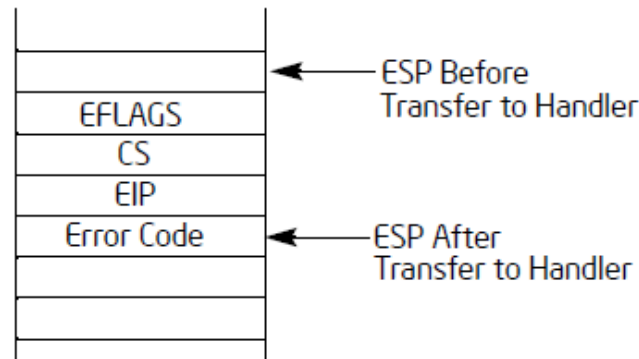 ESP Before
Transfer to Handler
EFLAGS
CS
EIP
Error Code
ESP After
Transfer to Handler